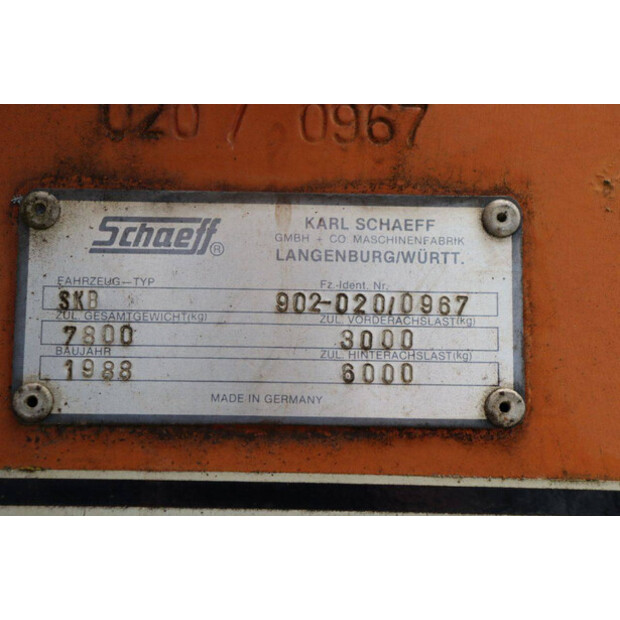 020 / 0967
Schaeff ®
KARL SCHAEFF
GMBH + CO MASCHINENFABRIK
LANGENBURG/WÜRTT.
FAHRZEUG-TYP Fz.-Ident. Nr.
SKB 902-020/0967
ZUL. GESAMTGEWICHT(kg) ZUL. VORDERACHSLAST(kg)
7800 3000
BAUJAHR ZUL. HINTERACHSLAST(kg)
1988 6000
MADE IN GERMANY